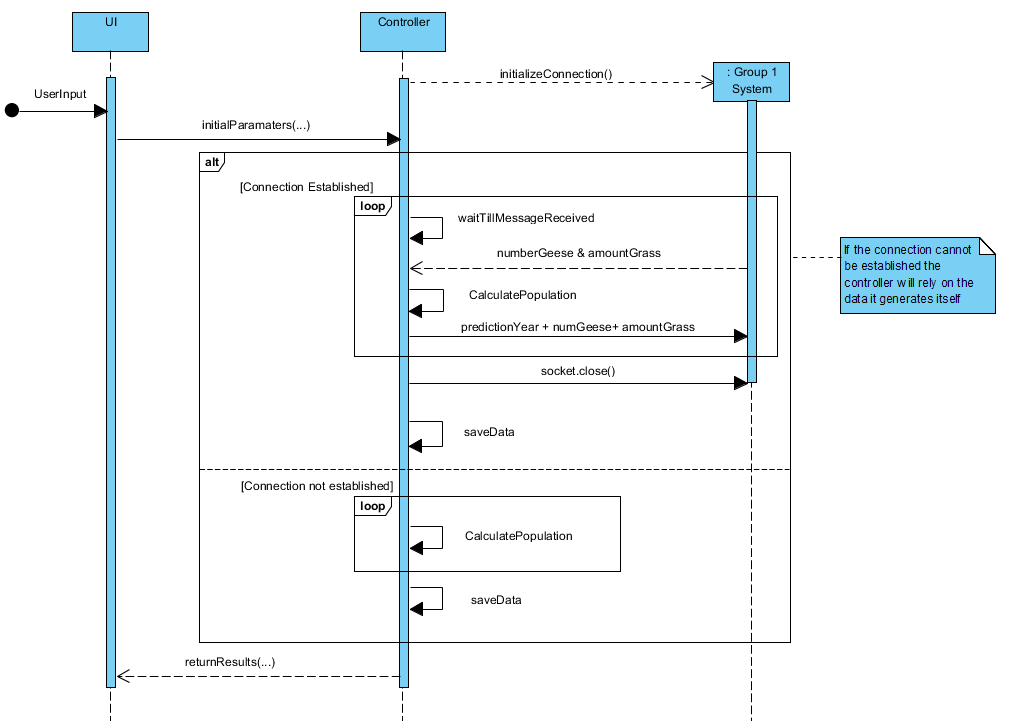 UI
Controller
: Group 1
System
initializeConnection()
UserInput
initialParamaters(...)
alt
[Connection Established]
loop
waitTillMessageReceived
numberGeese & amountGrass
If the connection cannot
be established the
controller will rely on the
data it generates itself
CalculatePopulation
predictionYear + numGeese+ amountGrass
socket.close()
saveData
[Connection not established]
loop
CalculatePopulation
saveData
returnResults(...)